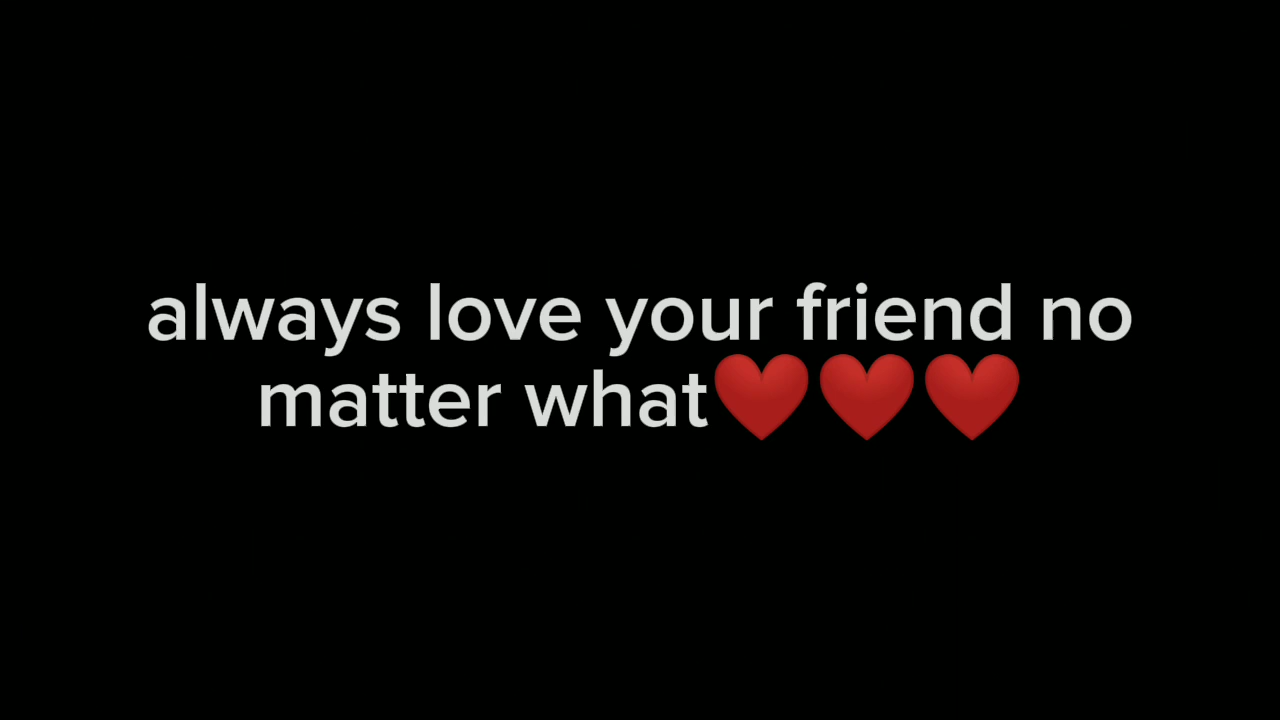 always love your friend no
matter what❤️❤️❤️